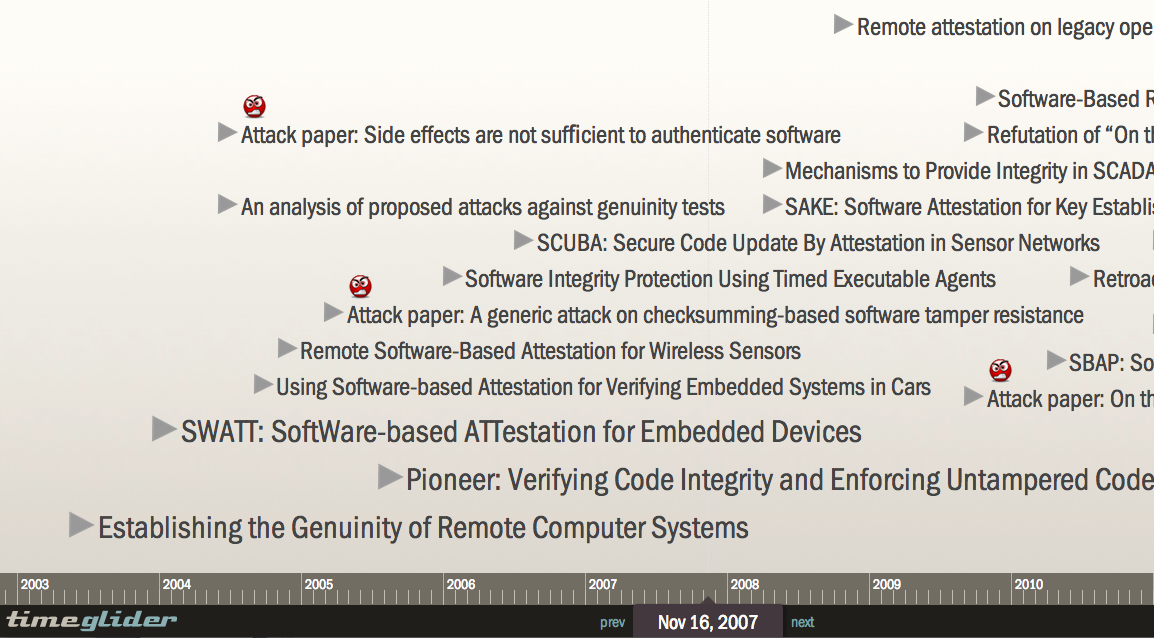 Remote attestation on legacy ope
Software-Based R
Attack paper: Side effects are not sufficient to authenticate software
Refutation of “On th
Mechanisms to Provide Integrity in SCADA
An analysis of proposed attacks against genuinity tests
SAKE: Software Attestation for Key Establis
SCUBA: Secure Code Update By Attestation in Sensor Networks
Software Integrity Protection Using Timed Executable Agents
Retroac
Attack paper: A generic attack on checksumming-based software tamper resistance
Remote Software-Based Attestation for Wireless Sensors
SBAP: So
Using Software-based Attestation for Verifying Embedded Systems in Cars
Attack paper: On th
SWATT: SoftWare-based ATTestation for Embedded Devices
Pioneer: Verifying Code Integrity and Enforcing Untampered Code
Establishing the Genuinity of Remote Computer Systems
2003 2004 2005 2006 2007 2008 2009 2010
timeglider prev Nov 16, 2007 next